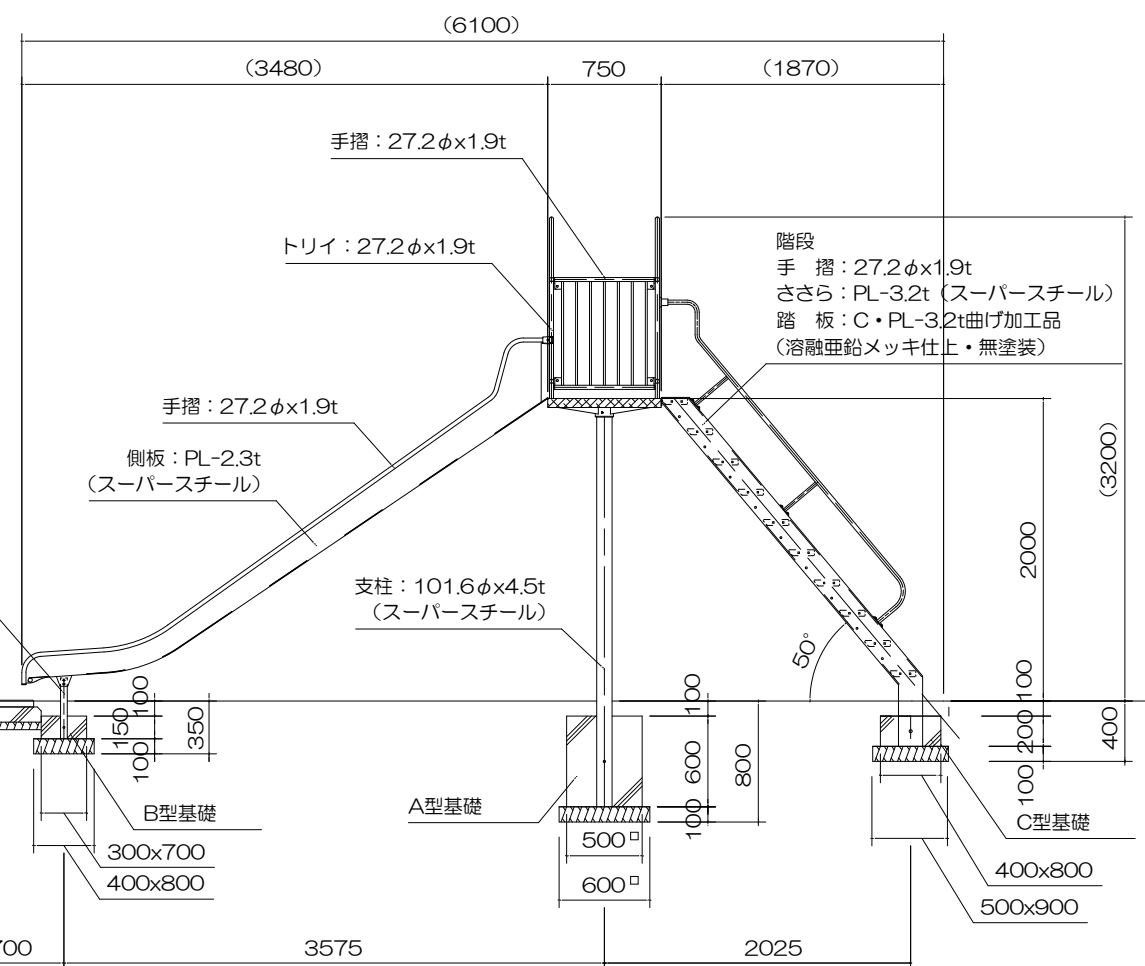 (6100)
(3480)
750
(1870)
手摺：27.2φx1.9t
トリイ：27.2φx1.9t
階段
手　摺：27.2φx1.9t
ささら：PL-3.2t（スーパースチール）
踏　板：C・PL-3.2t曲げ加工品
（溶融亜鉛メッキ仕上・無塗装）
手摺：27.2φx1.9t
側板：PL-2.3t
（スーパースチール）
支柱：101.6φx4.5t
（スーパースチール）
50°
(3200)
2000
100
400
100
200
100
100
600
100
800
100
150
100
350
B型基礎
A型基礎
C型基礎
300x700
400x800
500□
600□
400x800
500x900
700
3575
2025